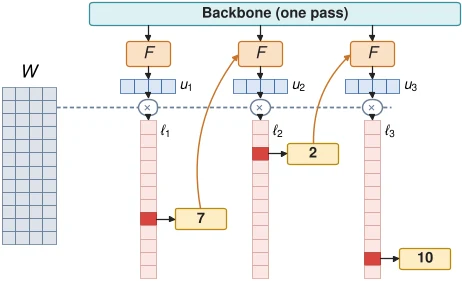 Backbone (one pass)
F
F
F
W
u₁
u₂
u₃
×
×
×
ℓ₁
ℓ₂
ℓ₃
2
7
10